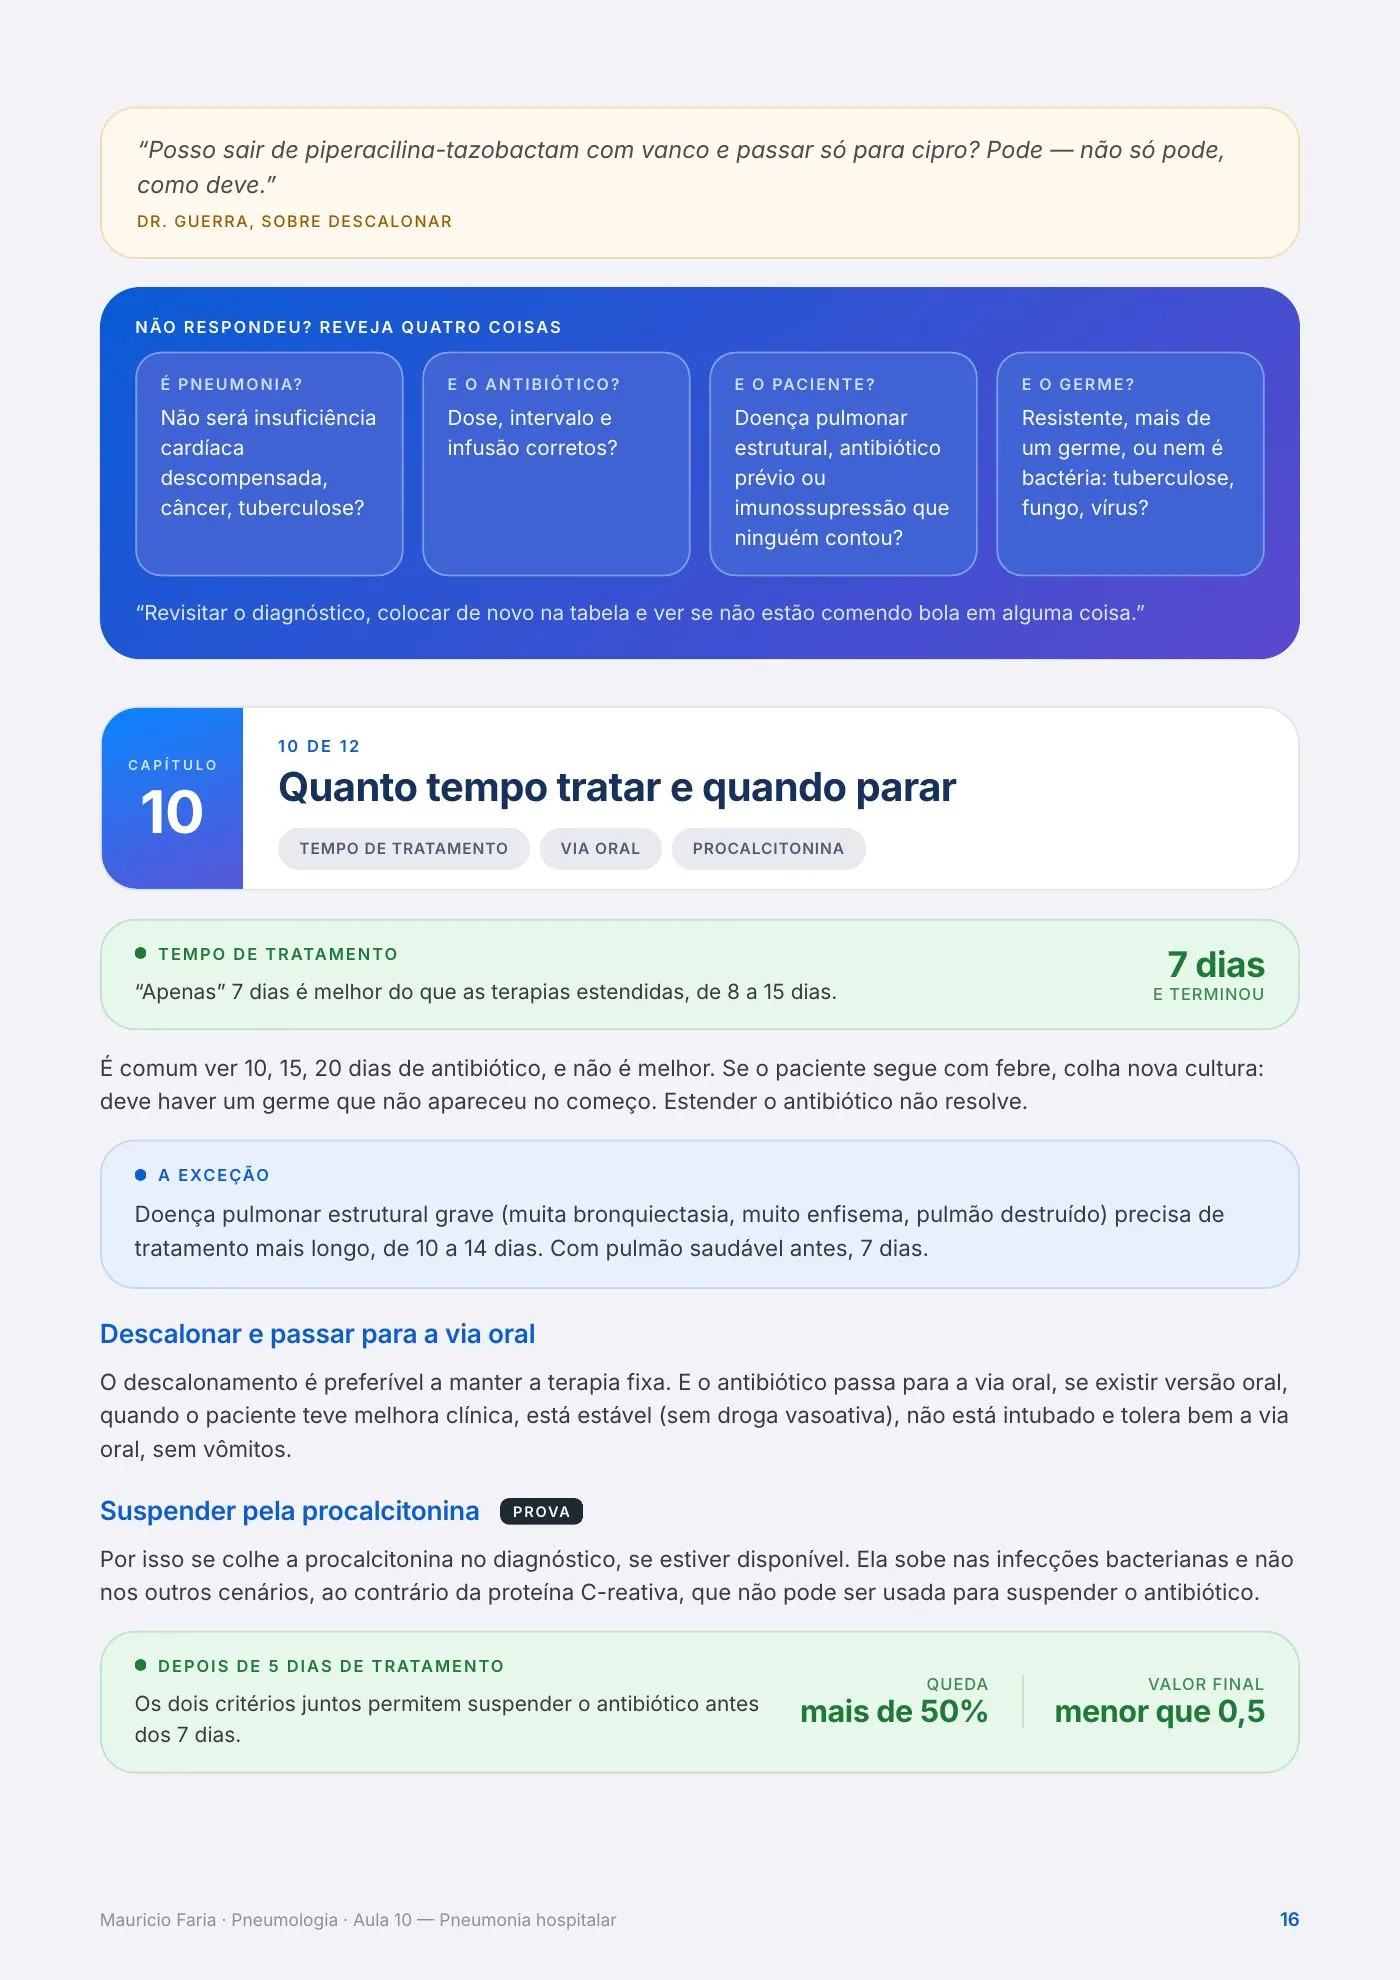 “Posso sair de piperacilina-tazobactam com vanco e passar só para cipro? Pode — não só pode,
como deve.”
DR. GUERRA, SOBRE DESCALONAR
NÃO RESPONDEU? REVEJA QUATRO COISAS
É PNEUMONIA?
Não será insuficiência
cardíaca
descompensada,
câncer, tuberculose?
E O ANTIBIÓTICO?
Dose, intervalo e
infusão corretos?
E O PACIENTE?
Doença pulmonar
estrutural, antibiótico
prévio ou
imunossupressão que
ninguém contou?
E O GERME?
Resistente, mais de
um germe, ou nem é
bactéria: tuberculose,
fungo, vírus?
“Revisitar o diagnóstico, colocar de novo na tabela e ver se não estão comendo bola em alguma coisa.”
CAPÍTULO
10
10 DE 12
Quanto tempo tratar e quando parar
TEMPO DE TRATAMENTO
VIA ORAL
PROCALCITONINA
TEMPO DE TRATAMENTO
“Apenas” 7 dias é melhor do que as terapias estendidas, de 8 a 15 dias.
7 dias
E TERMINOU
É comum ver 10, 15, 20 dias de antibiótico, e não é melhor. Se o paciente segue com febre, colha nova cultura:
deve haver um germe que não apareceu no começo. Estender o antibiótico não resolve.
A EXCEÇÃO
Doença pulmonar estrutural grave (muita bronquiectasia, muito enfisema, pulmão destruído) precisa de
tratamento mais longo, de 10 a 14 dias. Com pulmão saudável antes, 7 dias.
Descalonar e passar para a via oral
O descalonamento é preferível a manter a terapia fixa. E o antibiótico passa para a via oral, se existir versão oral,
quando o paciente teve melhora clínica, está estável (sem droga vasoativa), não está intubado e tolera bem a via
oral, sem vômitos.
Suspender pela procalcitonina PROVA
Por isso se colhe a procalcitonina no diagnóstico, se estiver disponível. Ela sobe nas infecções bacterianas e não
nos outros cenários, ao contrário da proteína C-reativa, que não pode ser usada para suspender o antibiótico.
DEPOIS DE 5 DIAS DE TRATAMENTO
Os dois critérios juntos permitem suspender o antibiótico antes
dos 7 dias.
QUEDA
mais de 50%
VALOR FINAL
menor que 0,5
Mauricio Faria · Pneumologia · Aula 10 — Pneumonia hospitalar
16